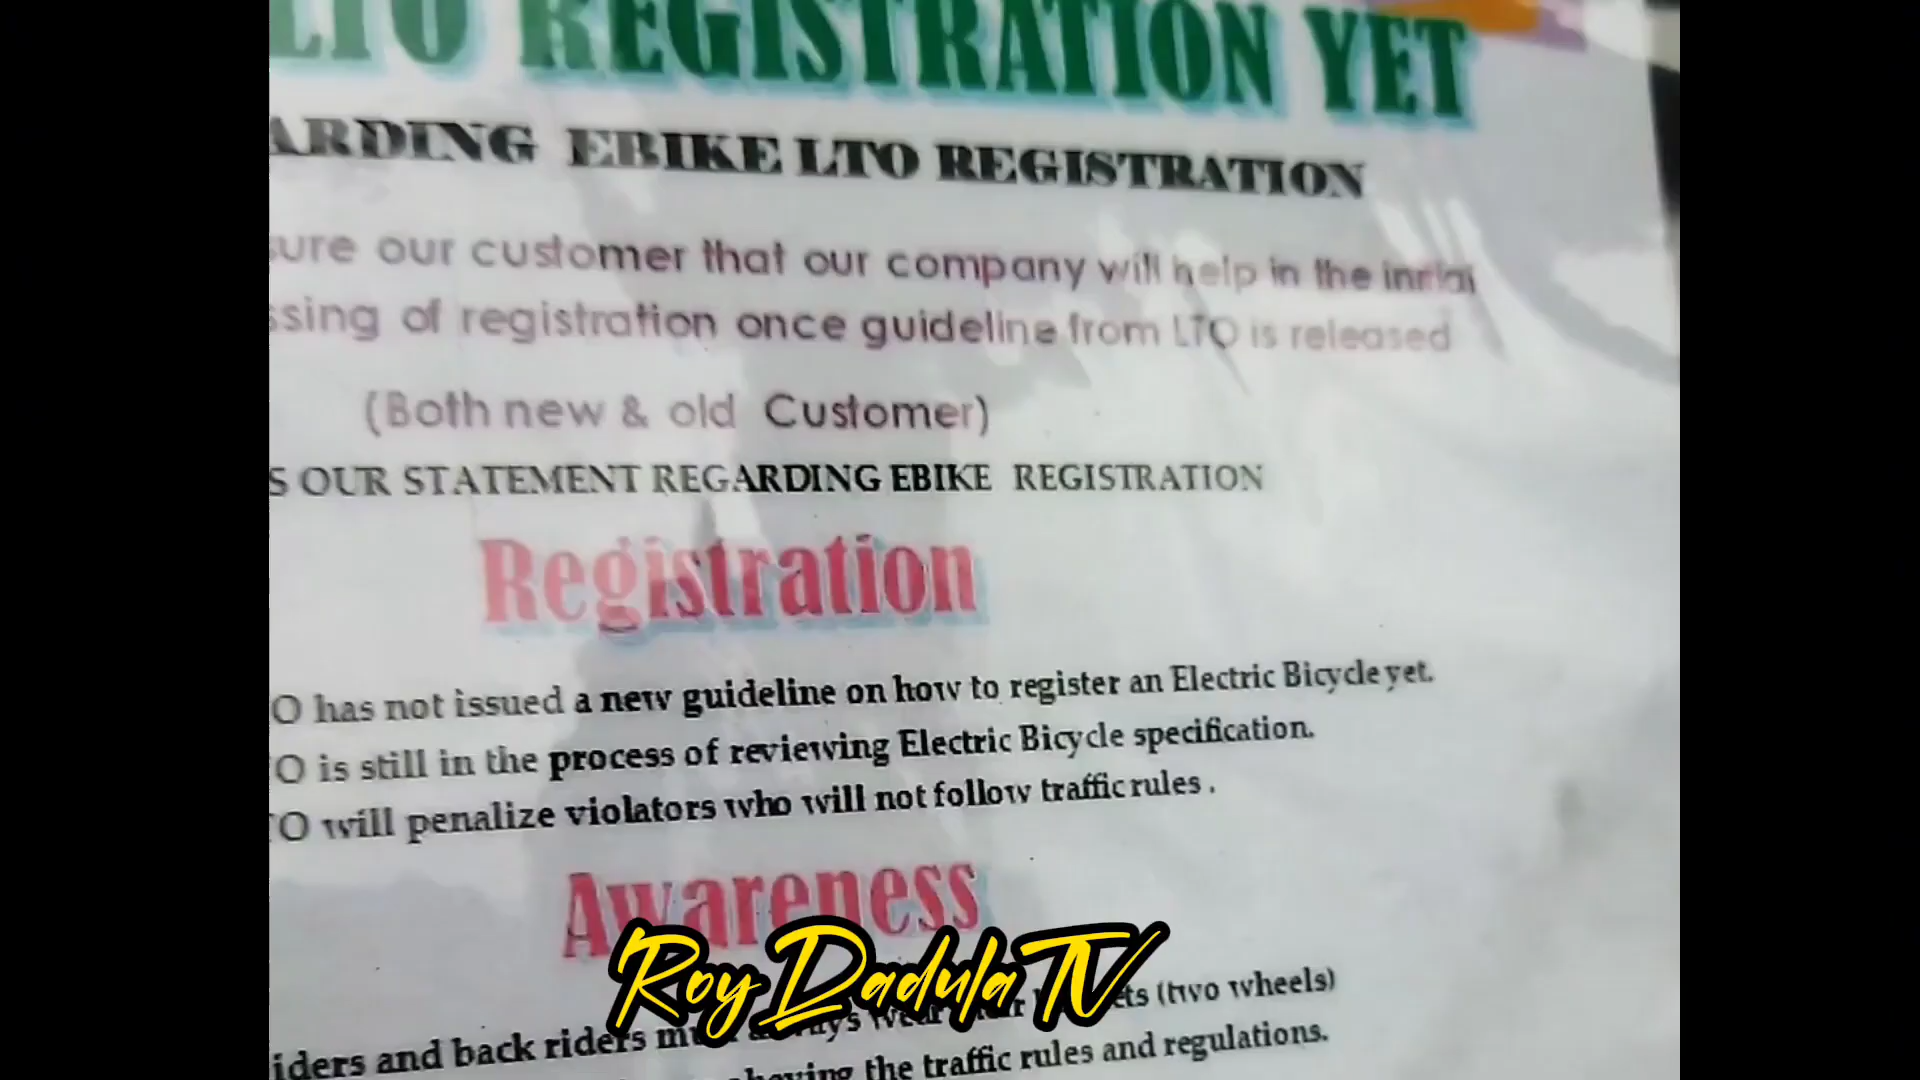 LTO REGISTRATION YET
ARDING EBIKE LTO REGISTRATION
sure our customer that our company will help in the initial
ssing of registration once guideline from LTO is released
(Both new & old Customer)
S OUR STATEMENT REGARDING EBIKE REGISTRATION
Registration
O has not issued a new guideline on how to register an Electric Bicycle yet.
TO is still in the process of reviewing Electric Bicycle specification.
TO will penalize violators who will not follow traffic rules .
Awareness
Roy Dadula TV
iders and back riders (two wheels)
the traffic rules and regulations.